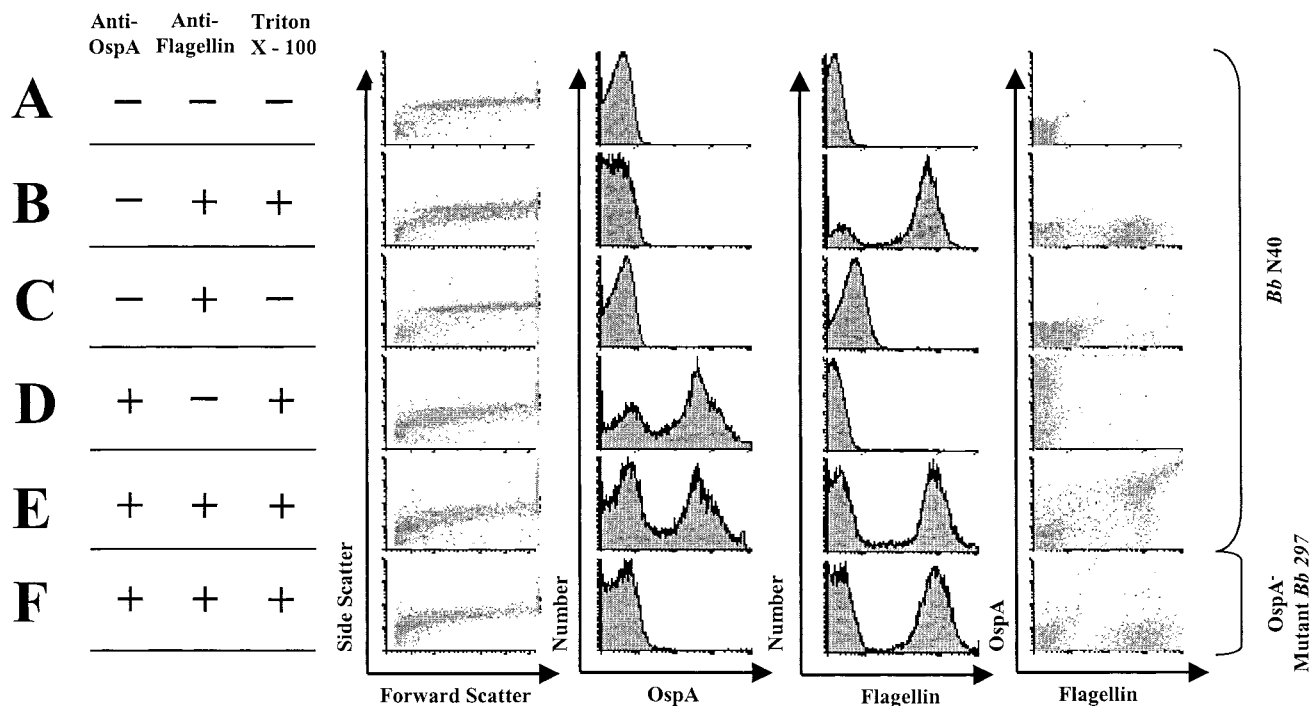 Anti-
OspA
Anti-
Flagellin
Triton
X - 100
A − − −
B − + +
C − + −
D + − +
E + + +
F + + +
Side Scatter
Forward Scatter
Number
OspA
Number
Flagellin
OspA
Flagellin
Bb N40
OspA-
Mutant Bb 297